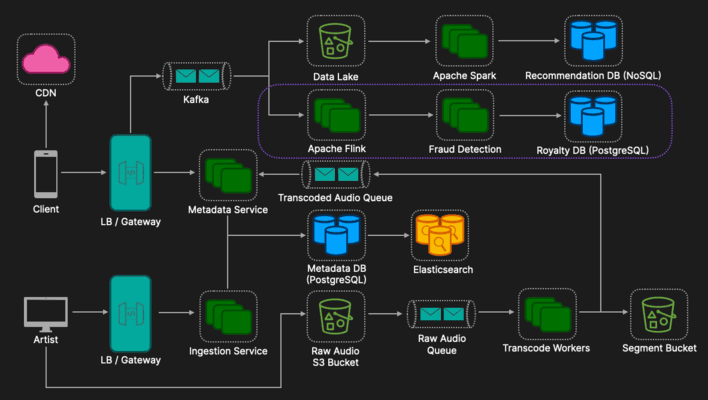 Data Lake
Apache Spark
Recommendation DB (NoSQL)
CDN
Kafka
Apache Flink
Fraud Detection
Royalty DB (PostgreSQL)
Client
LB / Gateway
Metadata Service
Transcoded Audio Queue
Metadata DB
(PostgreSQL)
Elasticsearch
Artist
LB / Gateway
Ingestion Service
Raw Audio
S3 Bucket
Raw Audio
Queue
Transcode Workers
Segment Bucket